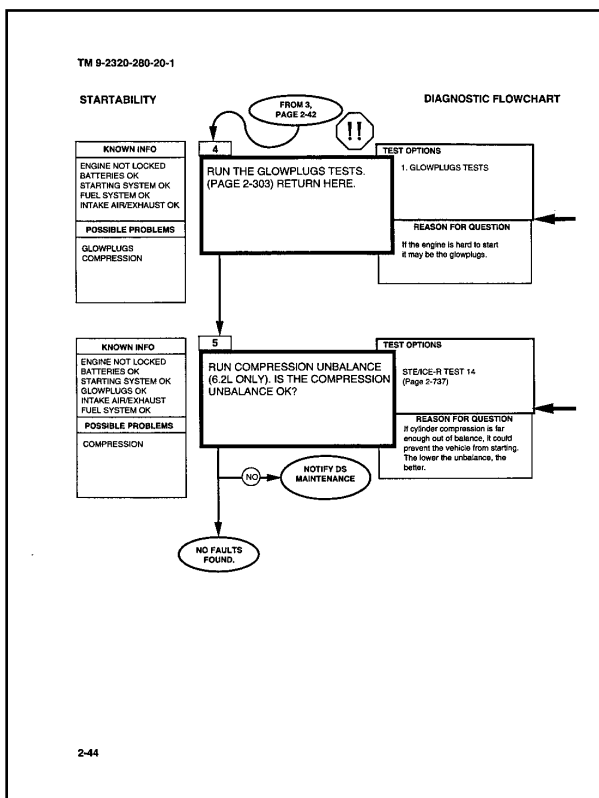 TM 9-2320-280-20-1
STARTABILITY
DIAGNOSTIC FLOWCHART
FROM 3,
PAGE 2-42
!!
KNOWN INFO
ENGINE NOT LOCKED
BATTERIES OK
STARTING SYSTEM OK
FUEL SYSTEM OK
INTAKE AIR/EXHAUST OK
POSSIBLE PROBLEMS
GLOWPLUGS
COMPRESSION
4
RUN THE GLOWPLUGS TESTS.
(PAGE 2-303) RETURN HERE.
TEST OPTIONS
1. GLOWPLUGS TESTS
REASON FOR QUESTION
If the engine is hard to start
it may be the glowplugs.
KNOWN INFO
ENGINE NOT LOCKED
BATTERIES OK
STARTING SYSTEM OK
GLOWPLUGS OK
INTAKE AIR/EXHAUST
FUEL SYSTEM OK
POSSIBLE PROBLEMS
COMPRESSION
5
RUN COMPRESSION UNBALANCE
(6.2L ONLY). IS THE COMPRESSION
UNBALANCE OK?
TEST OPTIONS
STE/ICE-R TEST 14
(Page 2-737)
REASON FOR QUESTION
If cylinder compression is far
enough out of balance, it could
prevent the vehicle from starting.
The lower the unbalance, the
better.
NO
NOTIFY DS
MAINTENANCE
NO FAULTS
FOUND.
2-44